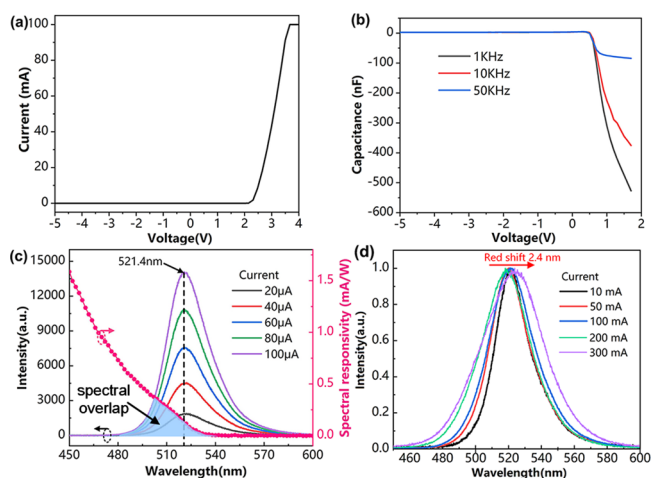 (a)
100
80
60
40
20
0
Current (mA)
-5 -4 -3 -2 -1 0 1 2 3 4
Voltage(V)
(b)
0
-100
-200
-300
-400
-500
-600
Capacitance (nF)
1KHz
10KHz
50KHz
-5 -4 -3 -2 -1 0 1 2
Voltage(V)
(c)
15000
12000
9000
6000
3000
0
Intensity(a.u.)
521.4nm
Current
20μA
40μA
60μA
80μA
100μA
spectral
overlap
1.5
1.0
0.5
0.0
Spectral responsivity (mA/W)
450 480 510 540 570 600
Wavelength(nm)
(d)
Red shift 2.4 nm
1.0
0.8
0.6
0.4
0.2
0.0
Intensity(a.u.)
Current
10 mA
50 mA
100 mA
200 mA
300 mA
460 480 500 520 540 560 580 600
Wavelength(nm)